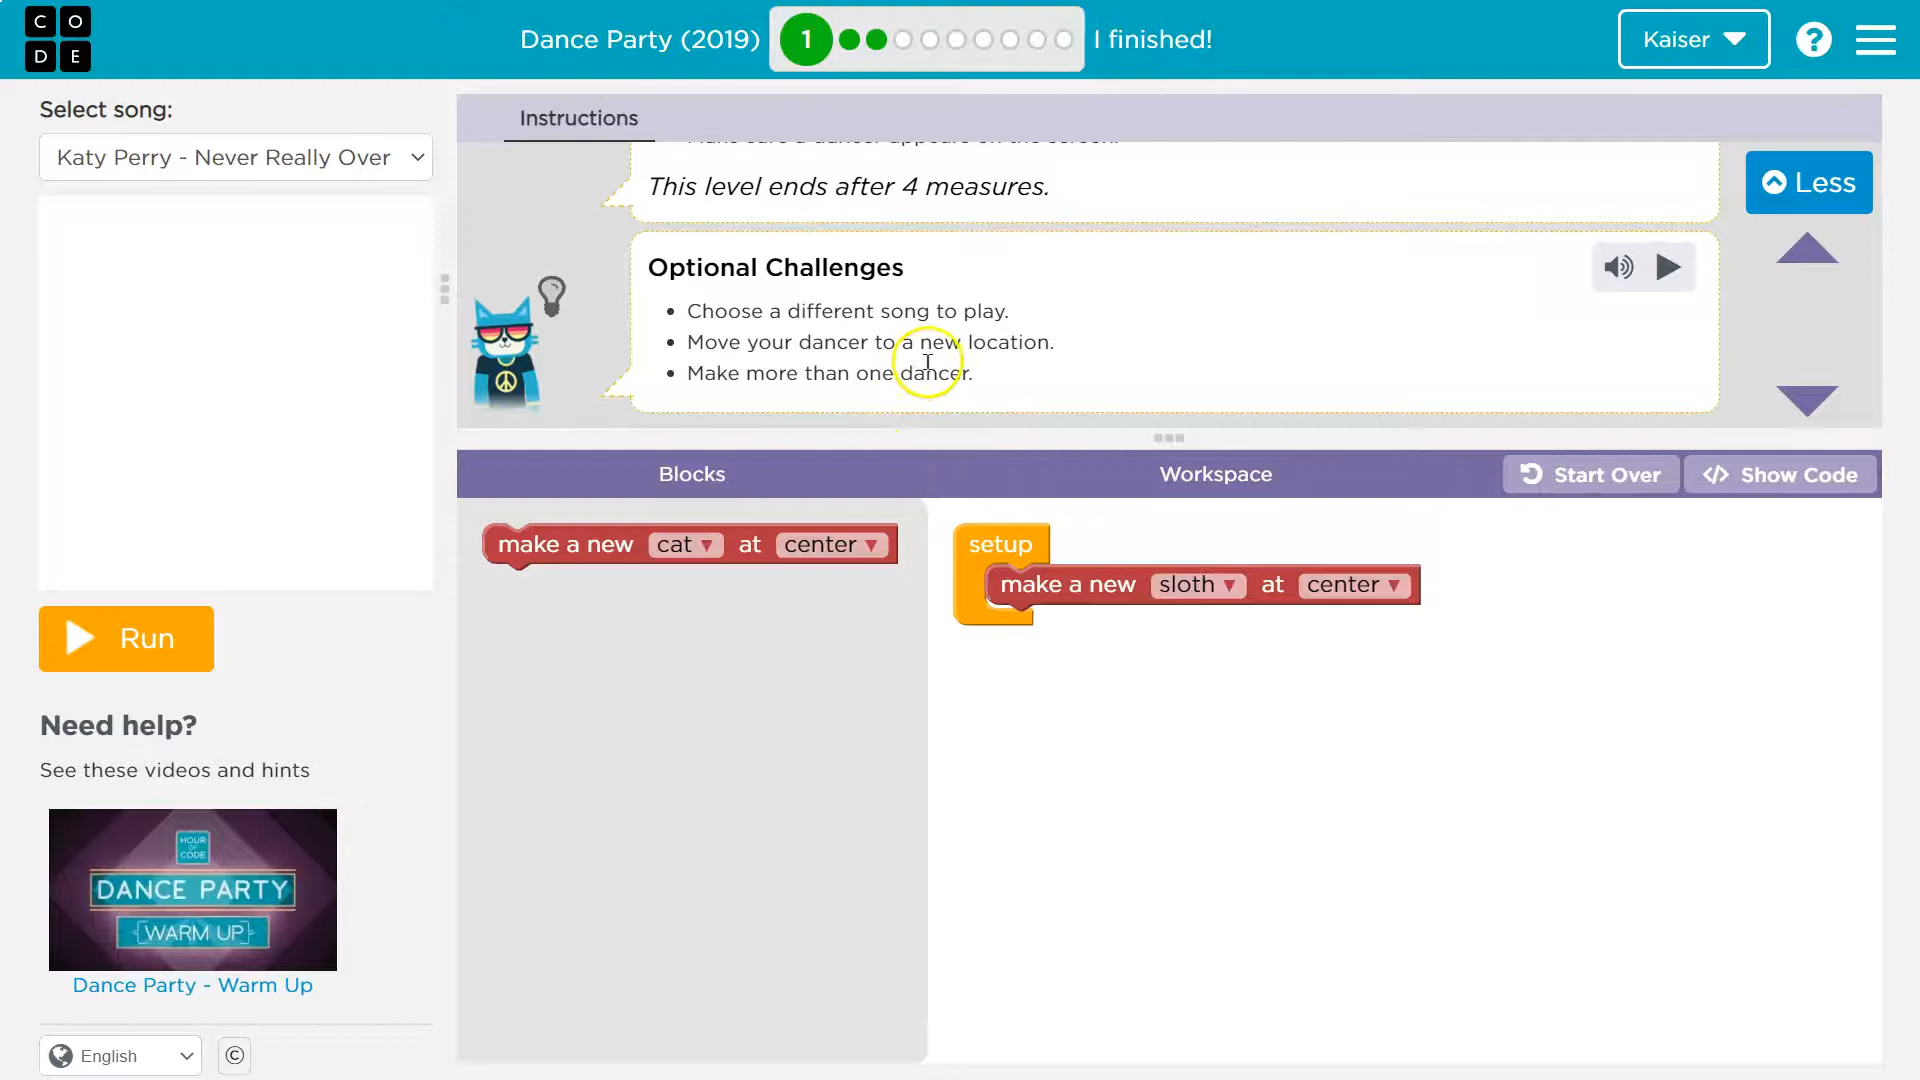 C O
D E
Dance Party (2019)
1
I finished!
Kaiser
?
Select song:
Katy Perry - Never Really Over
Instructions
This level ends after 4 measures.
Less
Optional Challenges
• Choose a different song to play.
• Move your dancer to a new location.
• Make more than one dancer.
Blocks
Workspace
Start Over
</> Show Code
make a new cat ▼ at center ▼
setup
make a new sloth ▼ at center ▼
Run
Need help?
See these videos and hints
HOUR
OF
CODE
DANCE PARTY
WARM UP
Dance Party - Warm Up
English
©